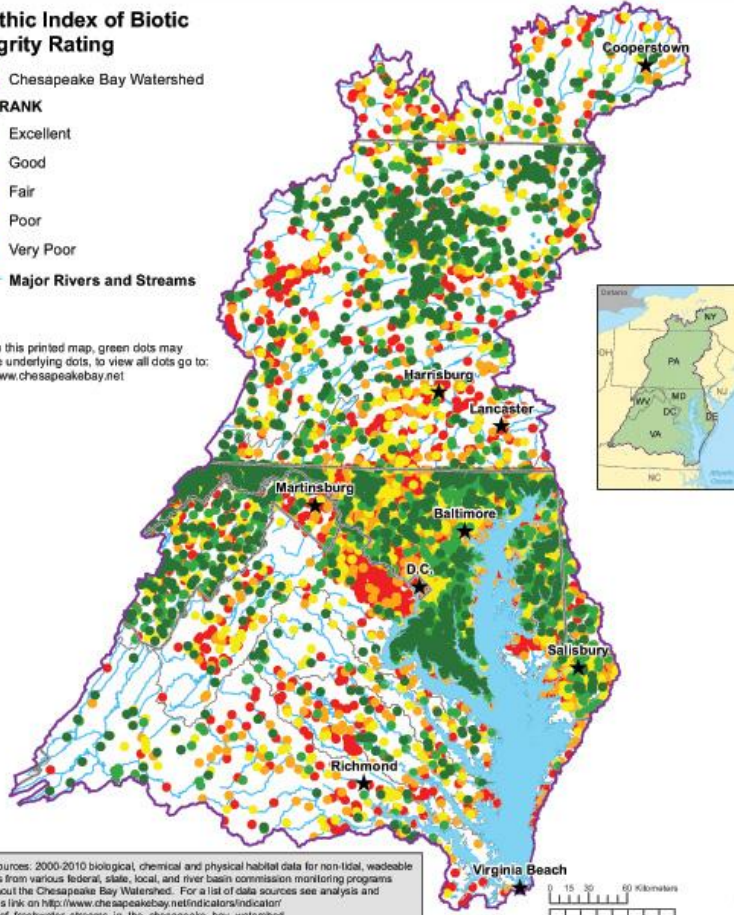 thic Index of Biotic
grity Rating
Chesapeake Bay Watershed
RANK
Excellent
Good
Fair
Poor
Very Poor
Major Rivers and Streams
this printed map, green dots may
underlying dots, to view all dots go to:
www.chesapeakebay.net
Cooperstown
Harrisburg
Lancaster
Martinsburg
Baltimore
D.C.
Salisbury
Richmond
Virginia Beach
Ontario
NY
OH
PA
NJ
WV
MD
DC
DE
VA
NC
Atlantic
Ocean
ources: 2000-2010 biological, chemical and physical habitat data for non-tidal, wadeable
s from various federal, state, local, and river basin commission monitoring programs
out the Chesapeake Bay Watershed. For a list of data sources see analysis and
s link on http://www.chesapeakebay.net/indicators/indicator/
freshwater_streams_in_the_chesapeake_bay_watershed
0 15 30 60 Kilometers